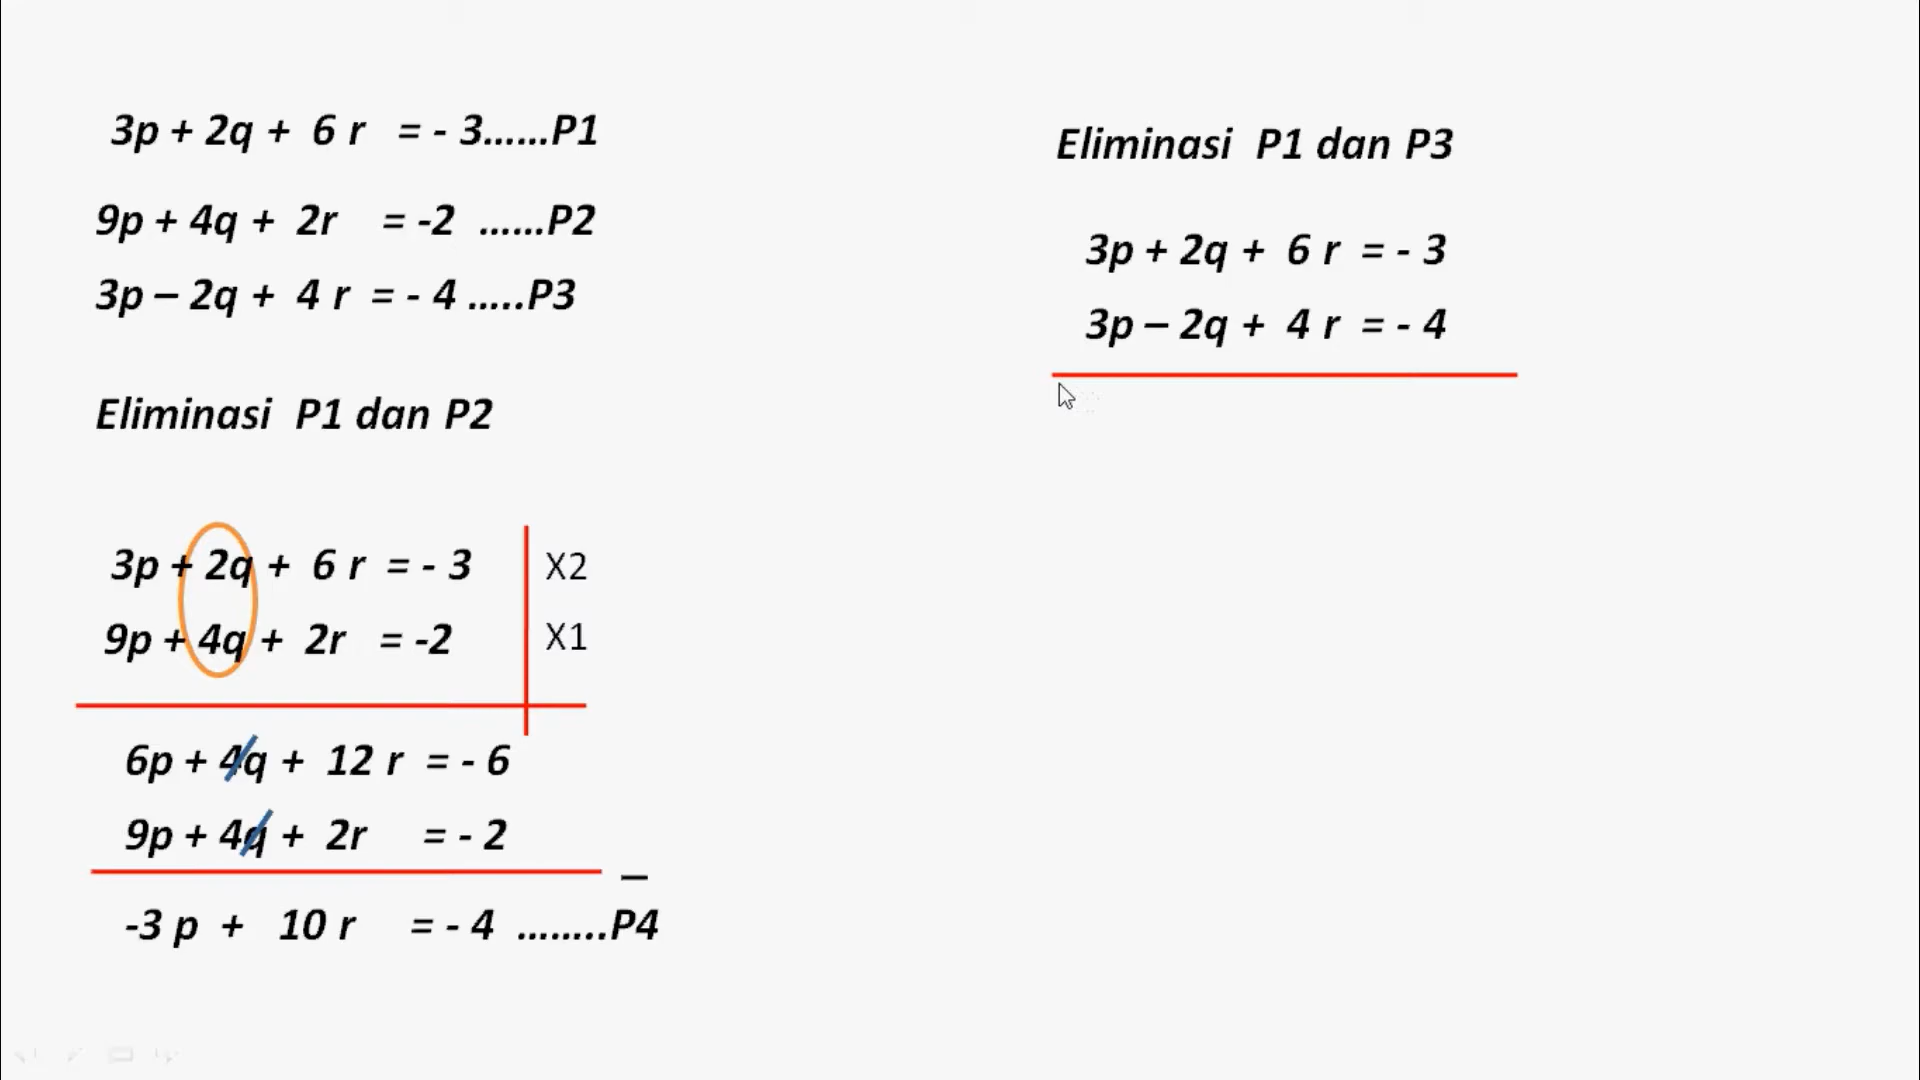 3p + 2q + 6 r = - 3......P1
9p + 4q + 2r = -2 ......P2
3p – 2q + 4 r = - 4 .....P3
Eliminasi P1 dan P2
3p + 2q + 6 r = - 3 X2
9p + 4q + 2r = -2 X1
6p + 4q + 12 r = - 6
9p + 4q + 2r = - 2
–
-3 p + 10 r = - 4 ........P4
Eliminasi P1 dan P3
3p + 2q + 6 r = - 3
3p – 2q + 4 r = - 4